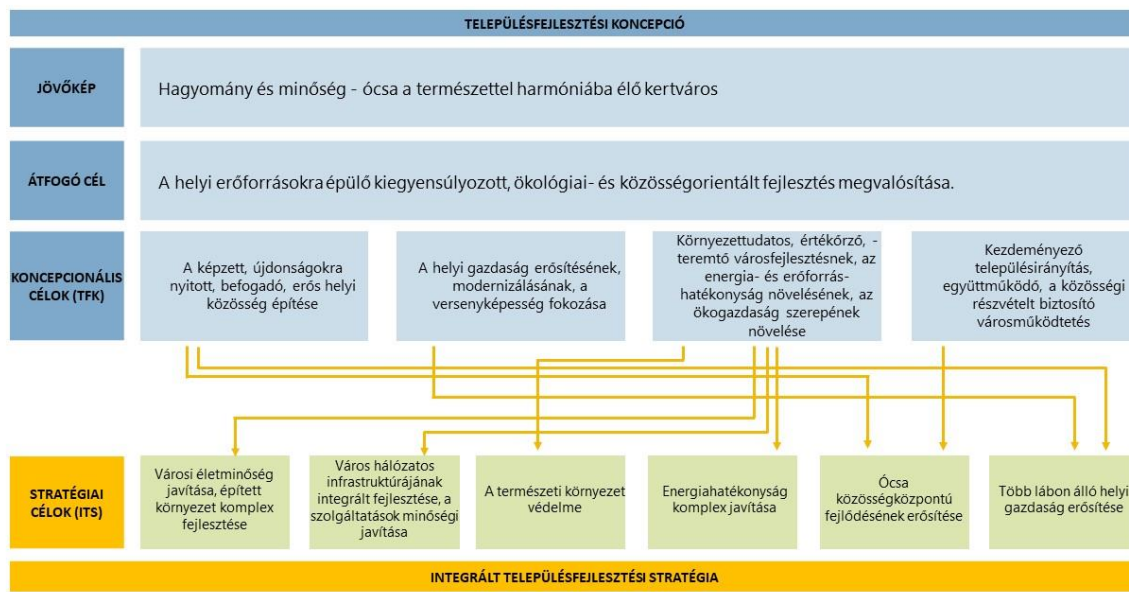 TELEPÜLÉSFEJLESZTÉSI KONCEPCIÓ
JÖVŐKÉP
Hagyomány és minőség - ócsa a természettel harmóniába élő kertváros
ÁTFOGÓ CÉL
A helyi erőforrásokra épülő kiegyensúlyozott, ökológiai- és közösségorientált fejlesztés megvalósítása.
KONCEPCIONÁLIS
CÉLOK (TFK)
A képzett, újdonságokra
nyitott, befogadó, erős helyi
közösség építése
A helyi gazdaság erősítésének,
modernizálásának, a
versenyképesség fokozása
Környezettudatos, értékőrző, -
teremtő városfejlesztésnek, az
energia- és erőforrás-
hatékonyság növelésének, az
ökogazdaság szerepének
növelése
Kezdeményező
településirányítás,
együttműködó, a közösségi
részvételt biztosító
városműködtetés
STRATÉGIAI
CÉLOK (ITS)
Városi életminőség
javítása, épített
környezet komplex
fejlesztése
Város hálózatos
infrastruktúrájának
integrált fejlesztése, a
szolgáltatások minőségi
javítása
A természeti környezet
védelme
Energiahatékonyság
komplex javítása
Ócsa
közösségközpontú
fejlődésének erősítése
Több lábon álló helyi
gazdaság erősítése
INTEGRÁLT TELEPÜLÉSFEJLESZTÉSI STRATÉGIA